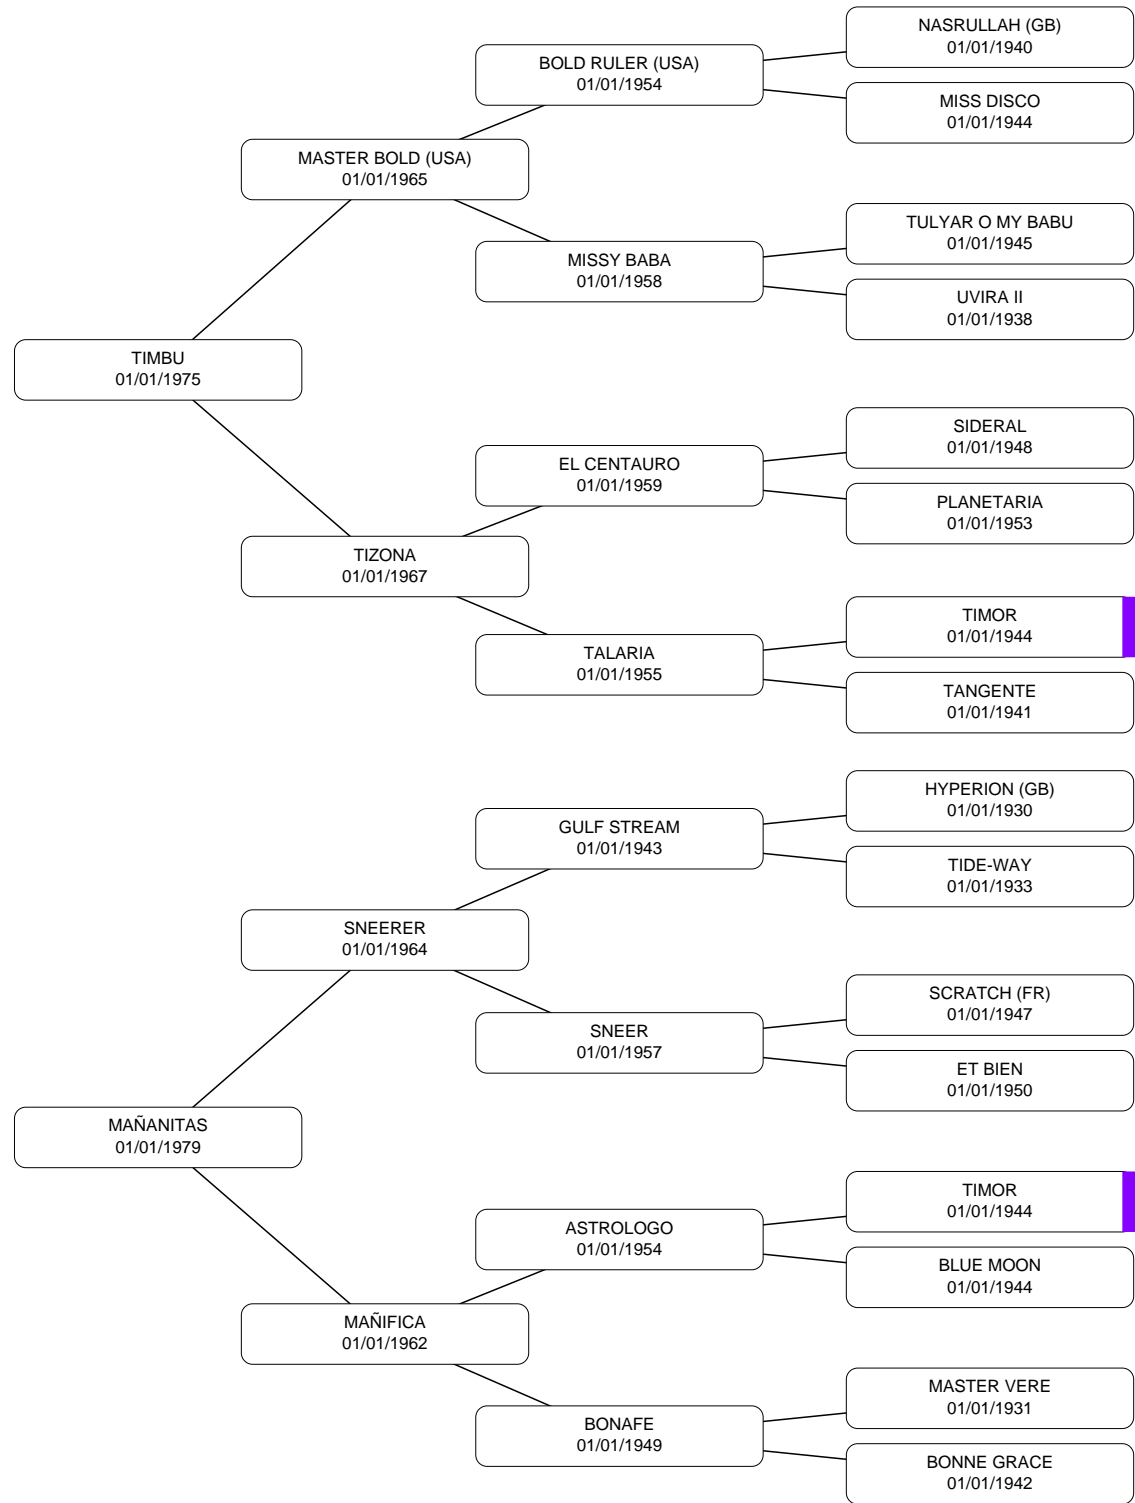 NASRULLAH (GB)
01/01/1940
BOLD RULER (USA)
01/01/1954
MISS DISCO
01/01/1944
MASTER BOLD (USA)
01/01/1965
TULYAR O MY BABU
01/01/1945
MISSY BABA
01/01/1958
UVIRA II
01/01/1938
TIMBU
01/01/1975
SIDERAL
01/01/1948
EL CENTAURO
01/01/1959
PLANETARIA
01/01/1953
TIZONA
01/01/1967
TIMOR
01/01/1944
TALARIA
01/01/1955
TANGENTE
01/01/1941
HYPERION (GB)
01/01/1930
GULF STREAM
01/01/1943
TIDE-WAY
01/01/1933
SNEERER
01/01/1964
SCRATCH (FR)
01/01/1947
SNEER
01/01/1957
ET BIEN
01/01/1950
MAÑANITAS
01/01/1979
TIMOR
01/01/1944
ASTROLOGO
01/01/1954
BLUE MOON
01/01/1944
MAÑIFICA
01/01/1962
MASTER VERE
01/01/1931
BONAFE
01/01/1949
BONNE GRACE
01/01/1942